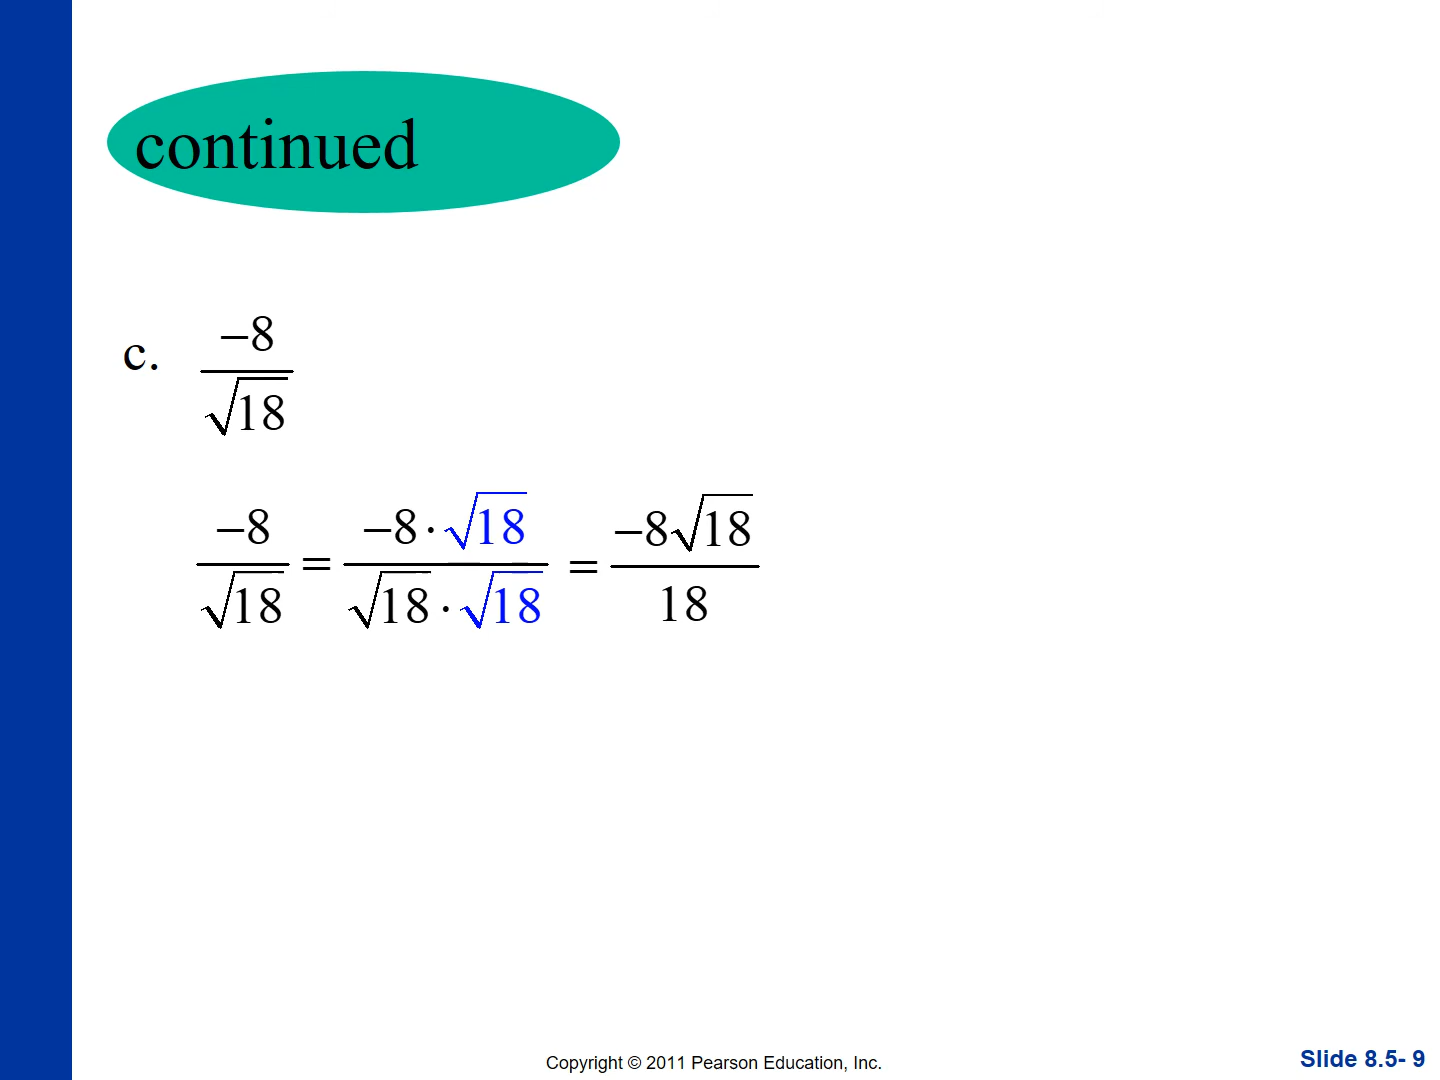 continued
c. −8/√18
−8/√18 = −8·√18/√18·√18 = −8√18/18
Copyright © 2011 Pearson Education, Inc.
Slide 8.5- 9